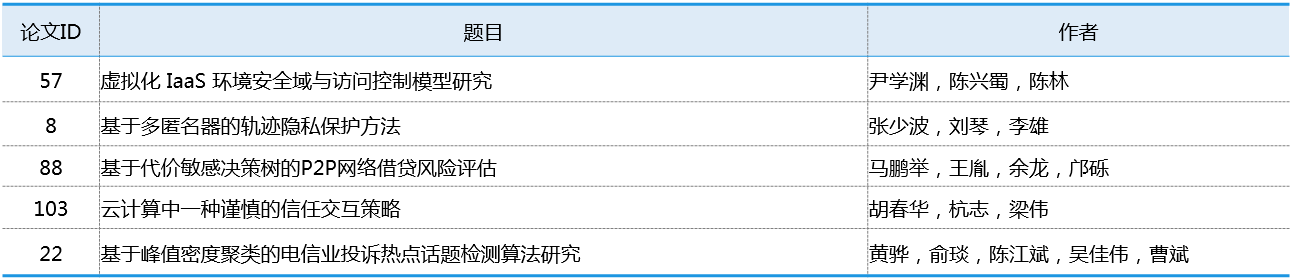 论文ID 题目 作者
57 虚拟化 IaaS 环境安全域与访问控制模型研究 尹学渊，陈兴蜀，陈林
8 基于多匿名器的轨迹隐私保护方法 张少波，刘琴，李雄
88 基于代价敏感决策树的P2P网络借贷风险评估 马鹏举，王胤，余龙，邝砾
103 云计算中一种谨慎的信任交互策略 胡春华，杭志，梁伟
22 基于峰值密度聚类的电信业投诉热点话题检测算法研究 黄骅，俞琰，陈江斌，吴佳伟，曹斌